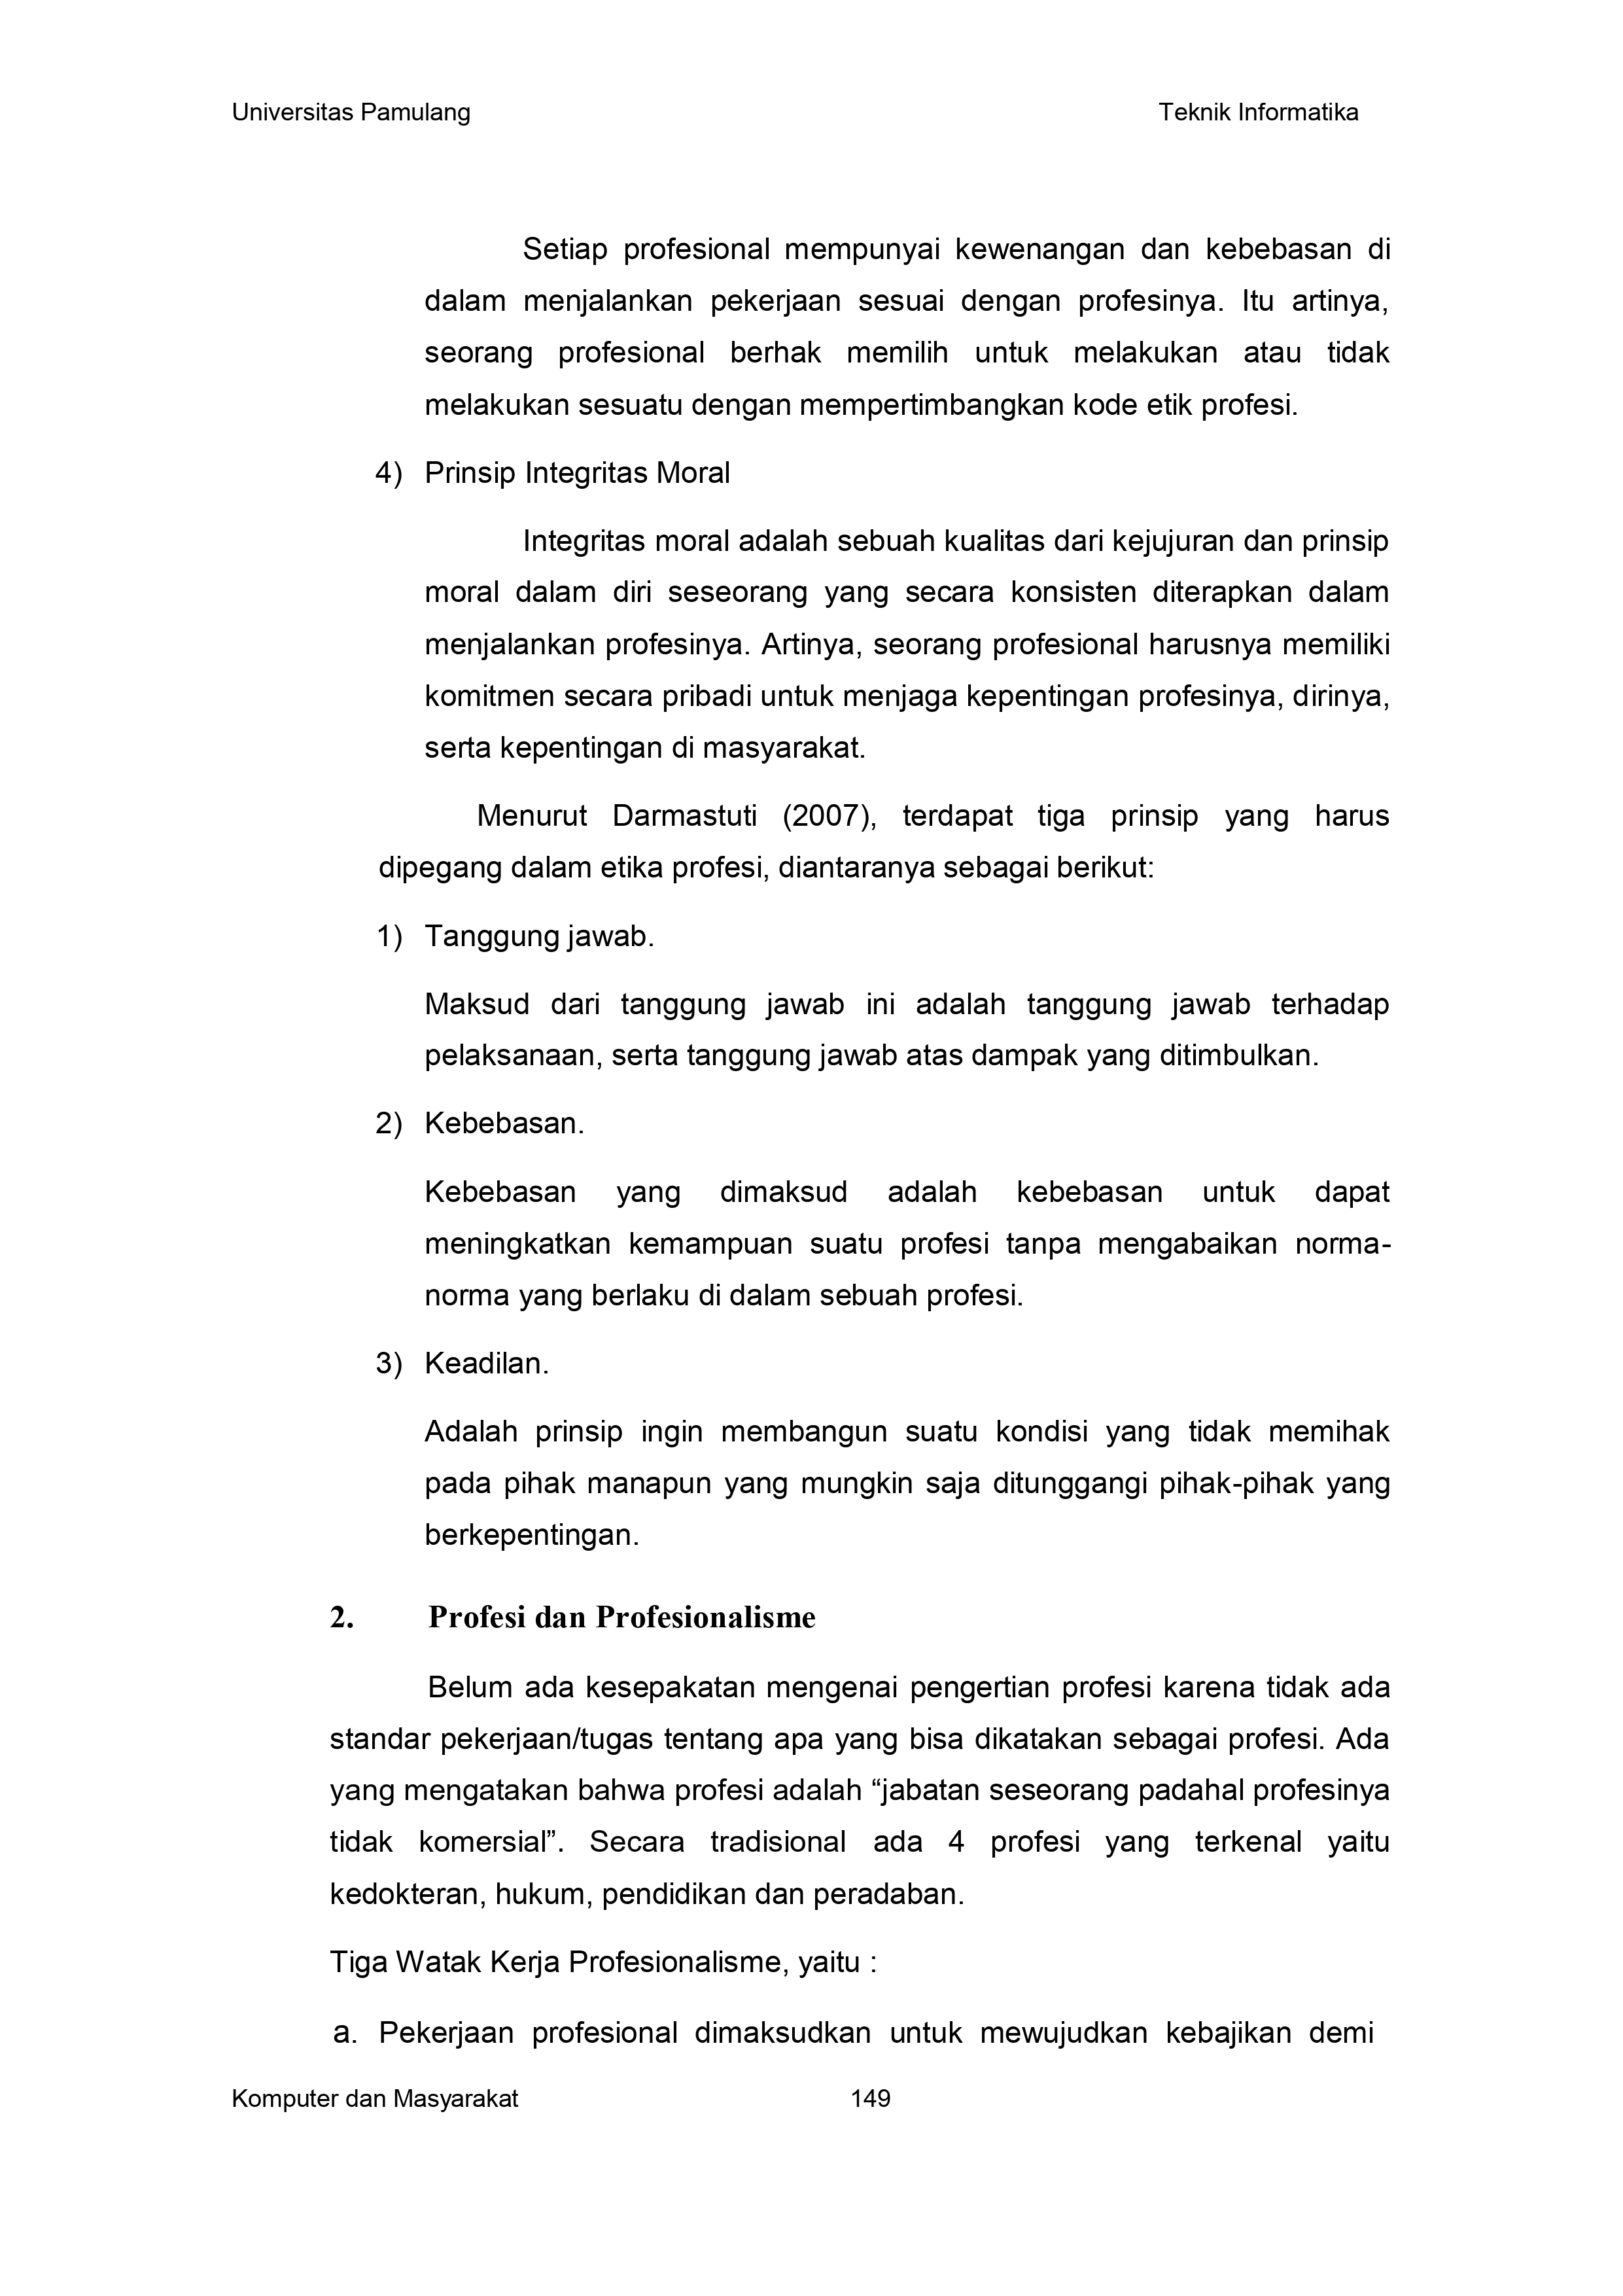 Universitas Pamulang Teknik Informatika
Setiap profesional mempunyai kewenangan dan kebebasan di
dalam menjalankan pekerjaan sesuai dengan profesinya. Itu artinya,
seorang profesional berhak memilih untuk melakukan atau tidak
melakukan sesuatu dengan mempertimbangkan kode etik profesi.
4) Prinsip Integritas Moral
Integritas moral adalah sebuah kualitas dari kejujuran dan prinsip
moral dalam diri seseorang yang secara konsisten diterapkan dalam
menjalankan profesinya. Artinya, seorang profesional harusnya memiliki
komitmen secara pribadi untuk menjaga kepentingan profesinya, dirinya,
serta kepentingan di masyarakat.
Menurut Darmastuti (2007), terdapat tiga prinsip yang harus
dipegang dalam etika profesi, diantaranya sebagai berikut:
1) Tanggung jawab.
Maksud dari tanggung jawab ini adalah tanggung jawab terhadap
pelaksanaan, serta tanggung jawab atas dampak yang ditimbulkan.
2) Kebebasan.
Kebebasan yang dimaksud adalah kebebasan untuk dapat
meningkatkan kemampuan suatu profesi tanpa mengabaikan norma-
norma yang berlaku di dalam sebuah profesi.
3) Keadilan.
Adalah prinsip ingin membangun suatu kondisi yang tidak memihak
pada pihak manapun yang mungkin saja ditunggangi pihak-pihak yang
berkepentingan.
2. Profesi dan Profesionalisme
Belum ada kesepakatan mengenai pengertian profesi karena tidak ada
standar pekerjaan/tugas tentang apa yang bisa dikatakan sebagai profesi. Ada
yang mengatakan bahwa profesi adalah “jabatan seseorang padahal profesinya
tidak komersial”. Secara tradisional ada 4 profesi yang terkenal yaitu
kedokteran, hukum, pendidikan dan peradaban.
Tiga Watak Kerja Profesionalisme, yaitu :
a. Pekerjaan profesional dimaksudkan untuk mewujudkan kebajikan demi
Komputer dan Masyarakat 149